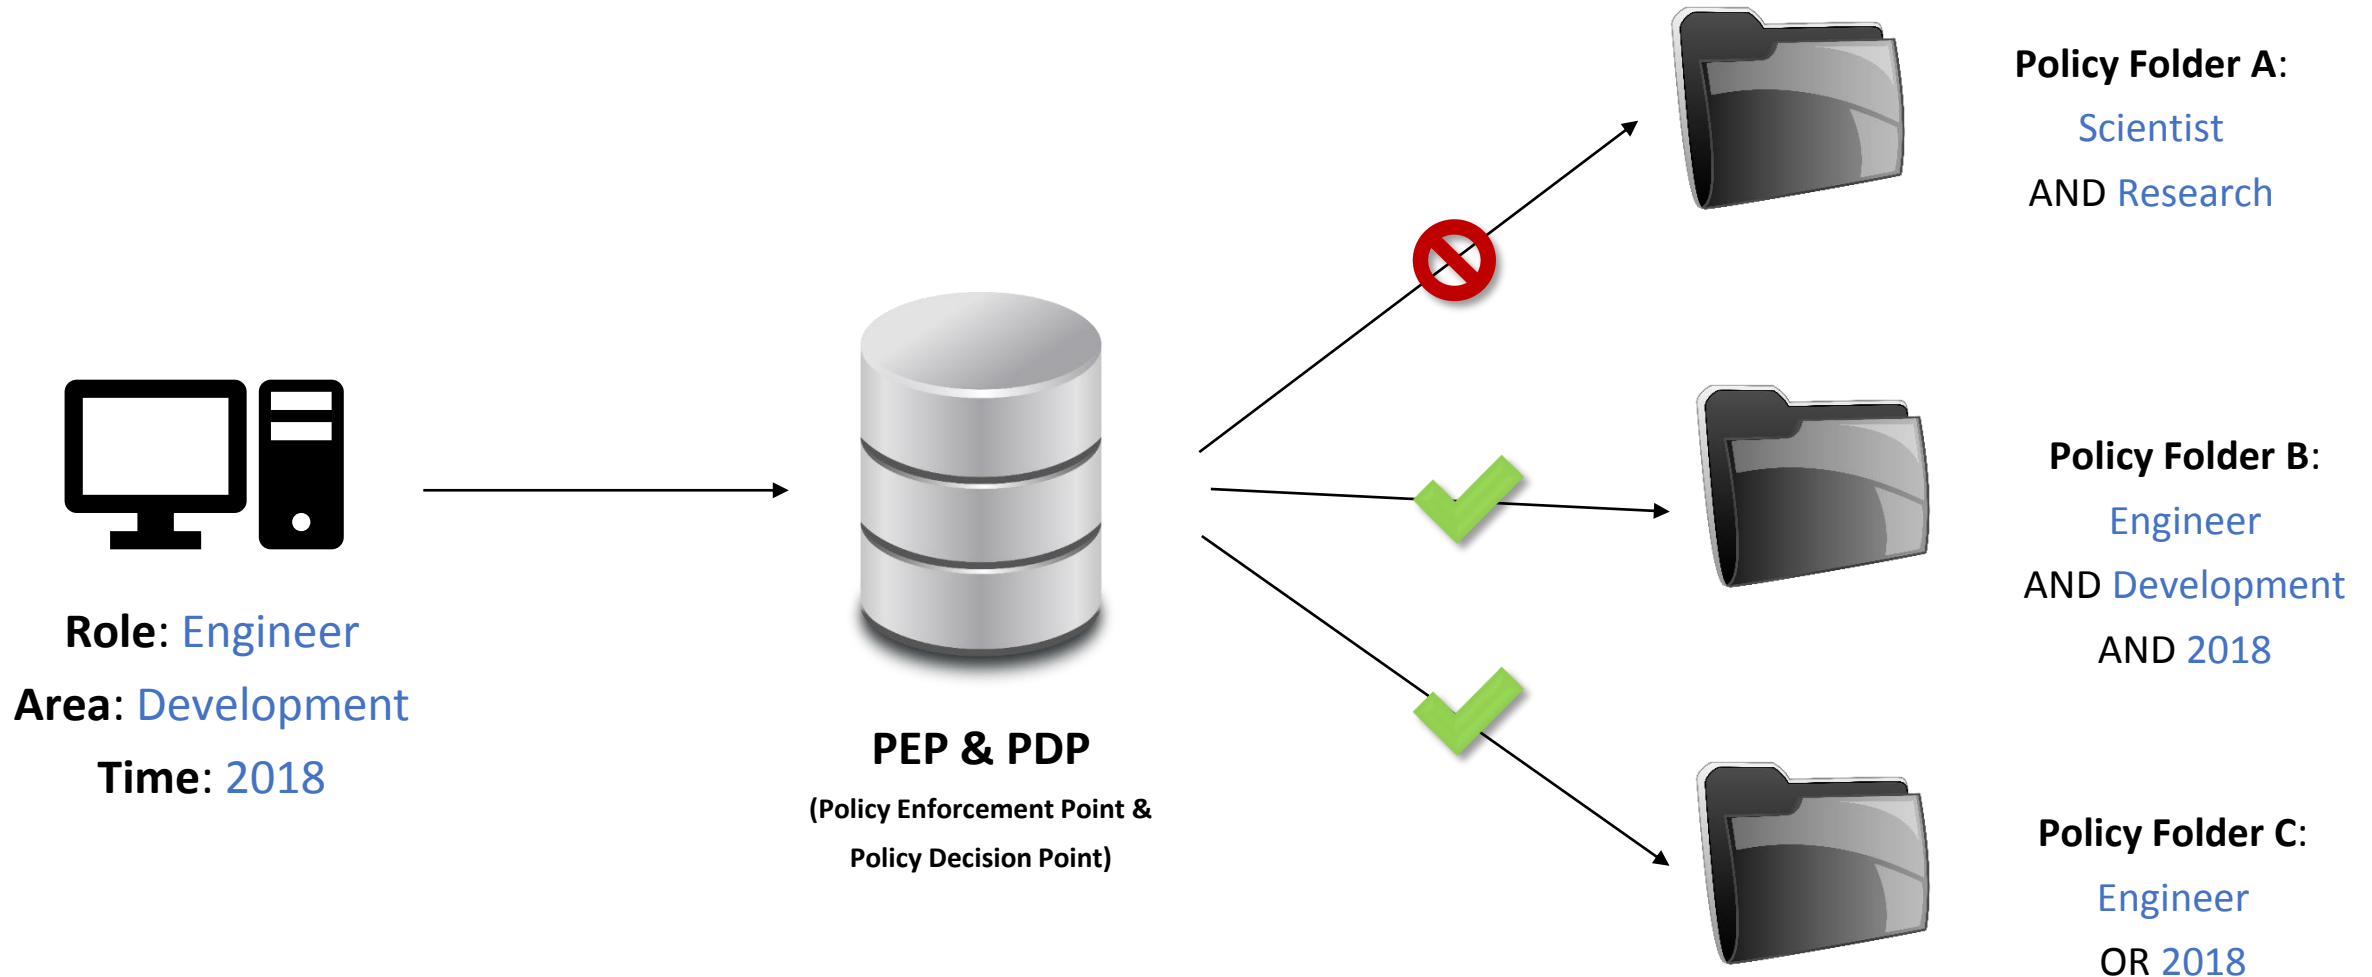 Role: Engineer
Area: Development
Time: 2018
PEP & PDP
(Policy Enforcement Point &
Policy Decision Point)
Policy Folder A:
Scientist
AND Research
Policy Folder B:
Engineer
AND Development
AND 2018
Policy Folder C:
Engineer
OR 2018